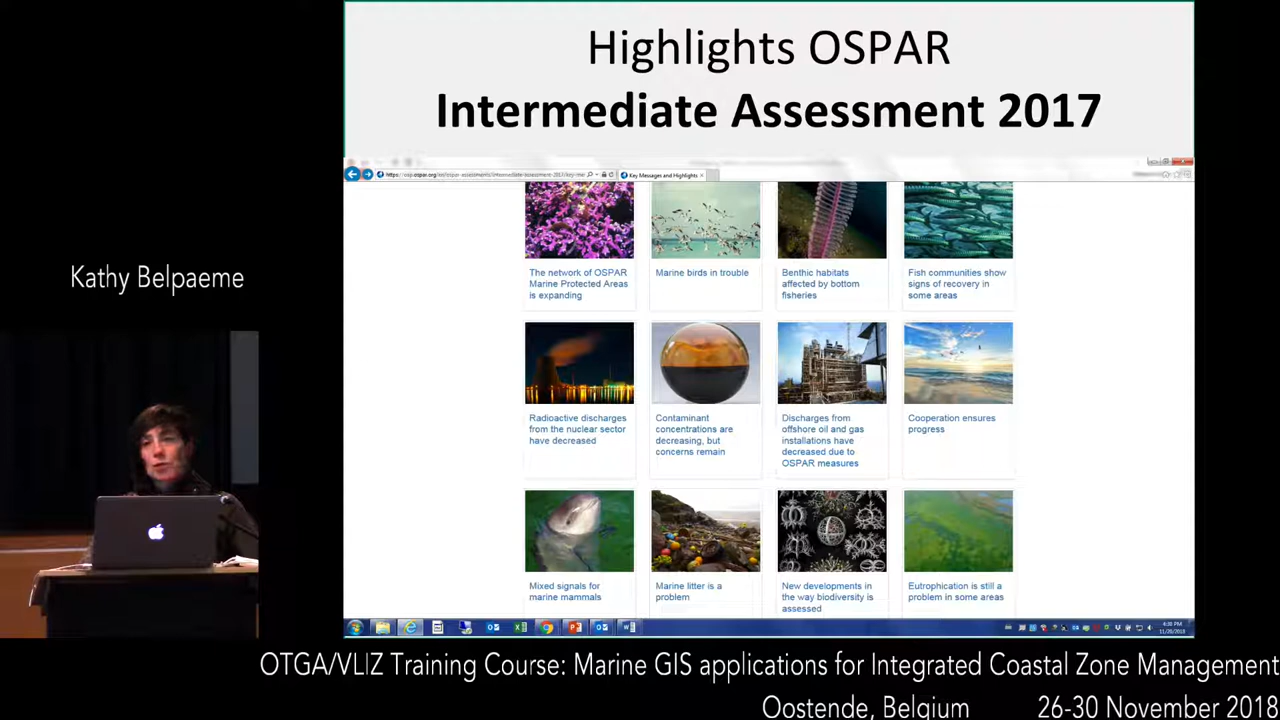 Highlights OSPAR
Intermediate Assessment 2017
Key Messages and Highlights
The network of OSPAR
Marine Protected Areas
is expanding
Marine birds in trouble
Benthic habitats
affected by bottom
fisheries
Fish communities show
signs of recovery in
some areas
Kathy Belpaeme
Radioactive discharges
from the nuclear sector
have decreased
Contaminant
concentrations are
decreasing, but
concerns remain
Discharges from
offshore oil and gas
installations have
decreased due to
OSPAR measures
Cooperation ensures
progress
Mixed signals for
marine mammals
Marine litter is a
problem
New developments in
the way biodiversity is
assessed
Eutrophication is still a
problem in some areas
OTGA/VLIZ Training Course: Marine GIS applications for Integrated Coastal Zone Management
Oostende, Belgium 26-30 November 2018